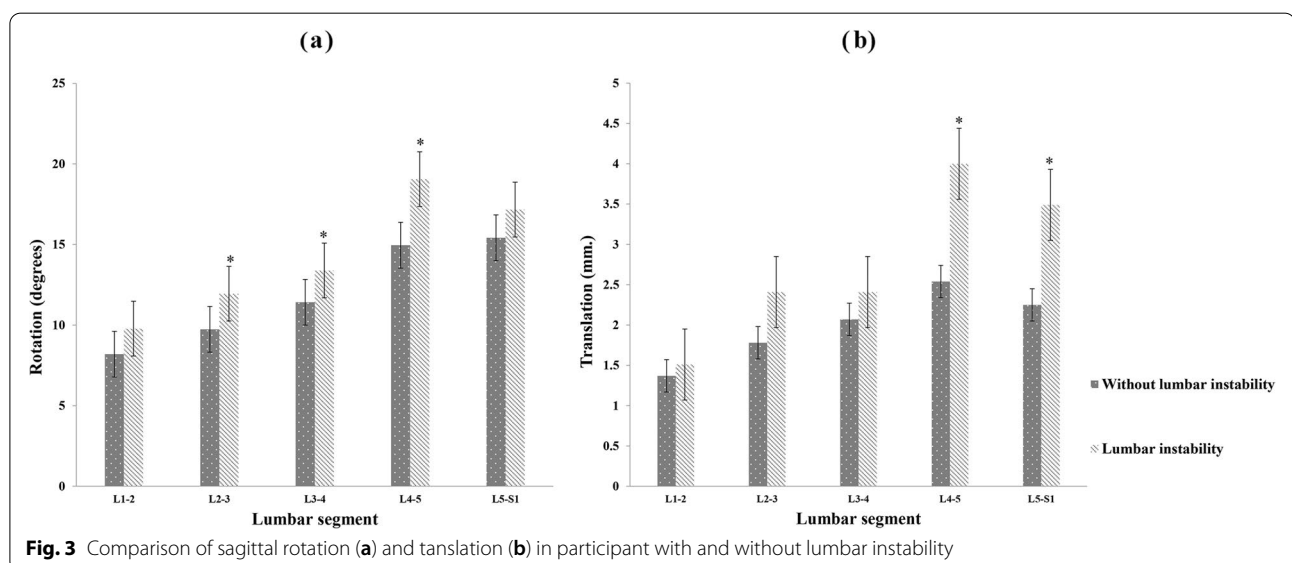 (a)
(b)
25
20
15
10
5
0
Rotation (degrees)
*
*
*
L1-2 L2-3 L3-4 L4-5 L5-S1
Lumbar segment
5
4.5
4
3.5
3
2.5
2
1.5
1
0.5
0
Translation (mm.)
*
*
L1-2 L2-3 L3-4 L4-5 L5-S1
Lumbar segment
Without lumbar instability
Lumbar instability
Fig. 3 Comparison of sagittal rotation (a) and tanslation (b) in participant with and without lumbar instability